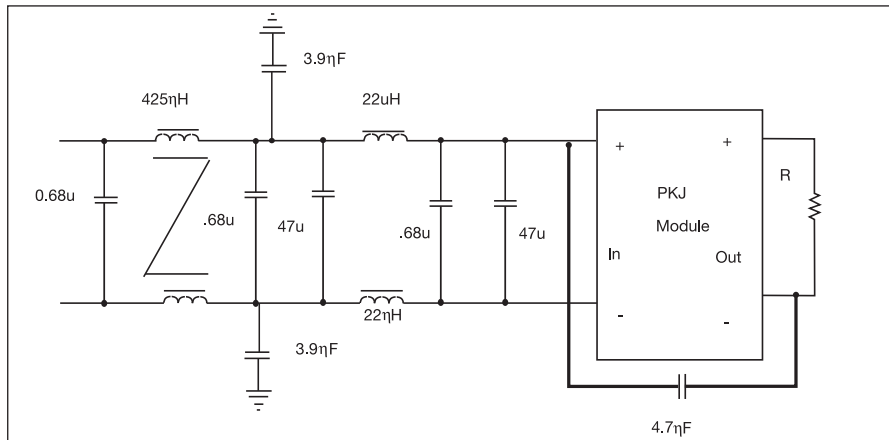 3.9ηF
425ηH
22uH
+
+
R
PKJ
0.68u
.68u
47u
.68u
47u
Module
In
Out
22ηH
-
-
3.9ηF
4.7ηF